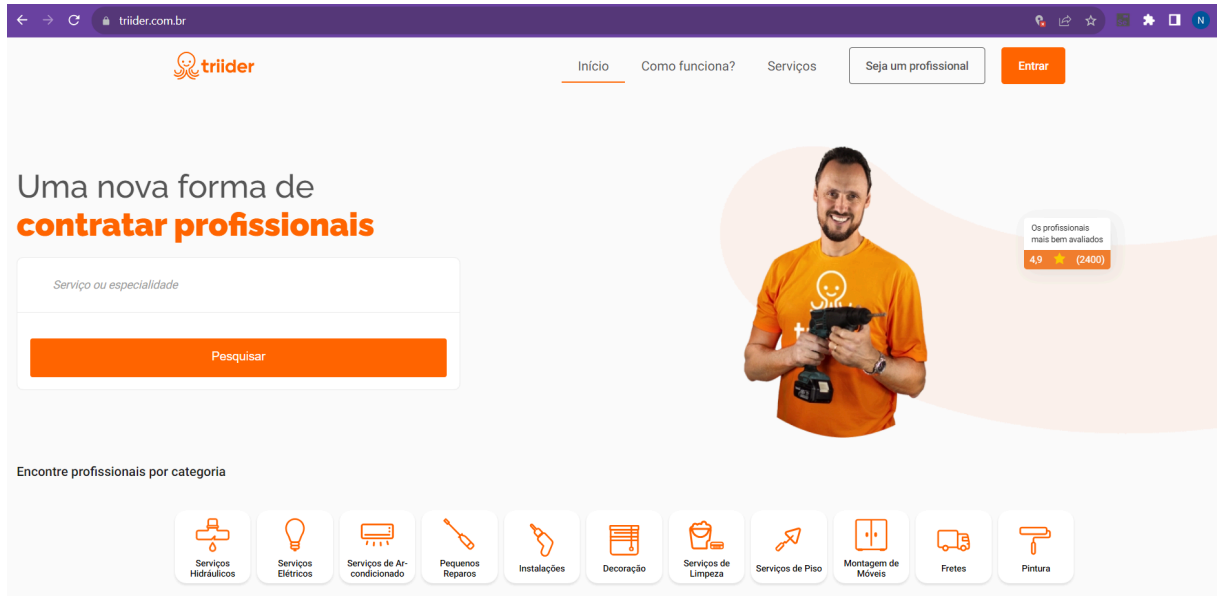 triider.com.br
N
triider
Início
Como funciona?
Serviços
Seja um profissional
Entrar
Uma nova forma de
contratar profissionais
Serviço ou especialidade
Pesquisar
Os profissionais
mais bem avaliados
4,9 (2400)
Encontre profissionais por categoria
Serviços
Hidráulicos
Serviços
Elétricos
Serviços de Ar-
condicionado
Pequenos
Reparos
Instalações
Decoração
Serviços de
Limpeza
Serviços de Piso
Montagem de
Móveis
Fretes
Pintura